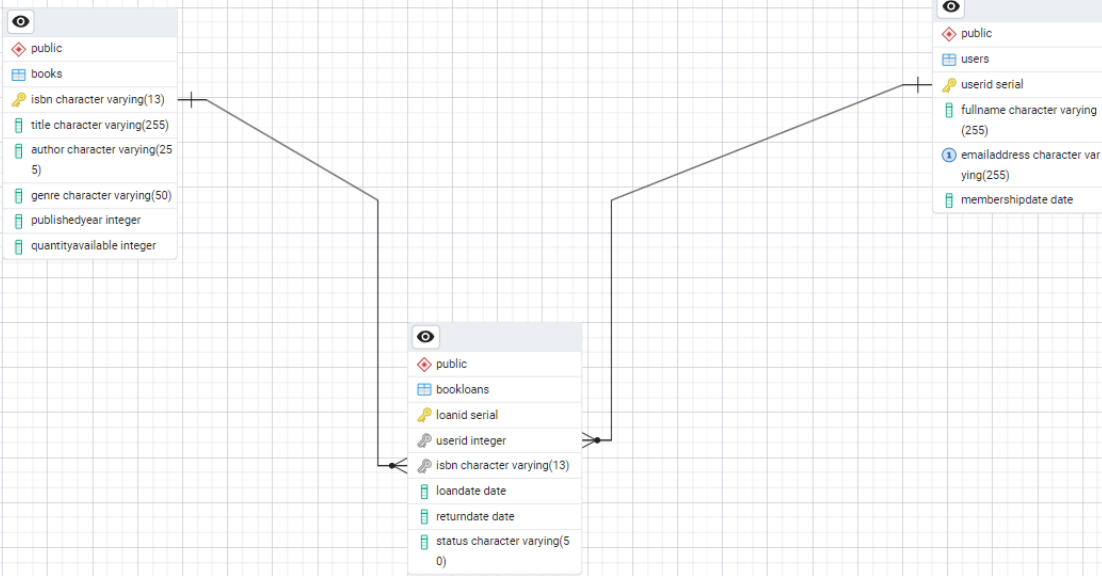 public
books
isbn character varying(13)
title character varying(255)
author character varying(25
5)
genre character varying(50)
publishedyear integer
quantityavailable integer
public
users
userid serial
fullname character varying
(255)
1 emailaddress character var
ying(255)
membershipdate date
public
bookloans
loanid serial
userid integer
isbn character varying(13)
loandate date
returndate date
status character varying(5
0)